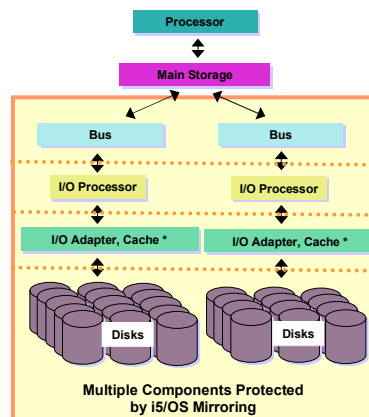 Processor
Main Storage
Bus
Bus
I/O Processor
I/O Processor
I/O Adapter, Cache *
I/O Adapter, Cache *
Disks
Disks
Multiple Components Protected
by i5/OS Mirroring